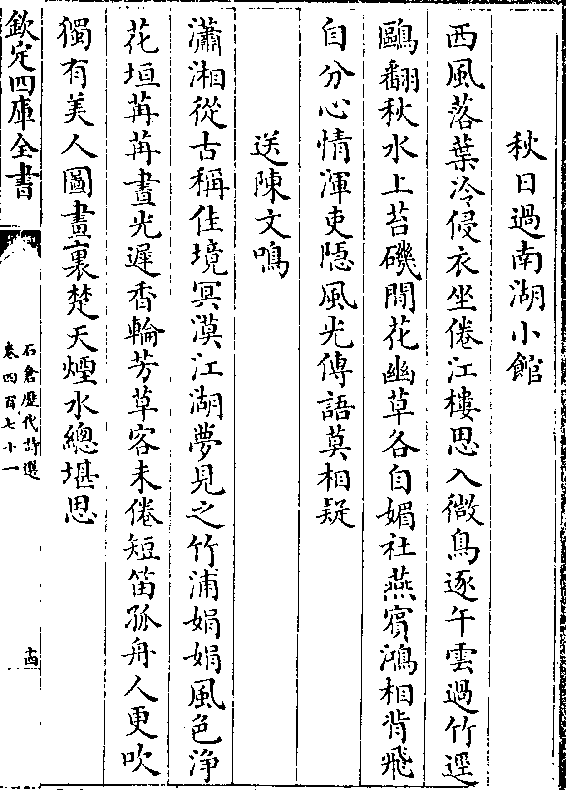 秋日過南湖小館
西風落葉冷侵衣坐倦江樓思入微鳥逐午雲過竹逕
鷗翻秋水上苔磯閒花幽草各自媚社燕賓鴻相背飛
自分心情渾吏隠風光傳語莫相疑
送陳文鳴
瀟湘從古稱佳境冥漠江湖夢見之竹浦娟娟風色淨
花垣苒苒晝光遲香輪芳草客未倦短笛孤舟人更吹
獨有美人圖畫裏楚天煙水總堪思
欽定四庫全書
石倉歷代詩選
卷四百七十一
十四